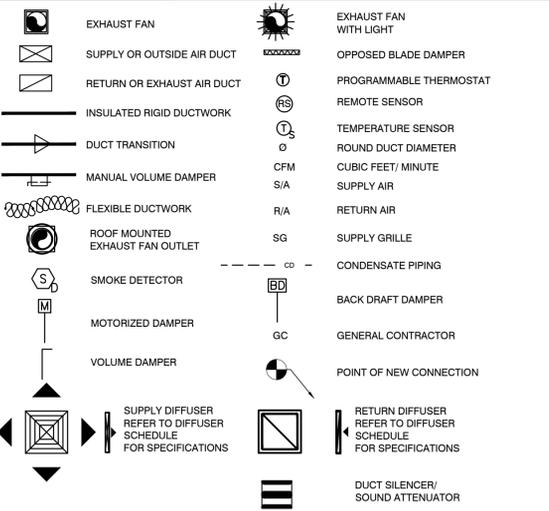 EXHAUST FAN
SUPPLY OR OUTSIDE AIR DUCT
RETURN OR EXHAUST AIR DUCT
INSULATED RIGID DUCTWORK
DUCT TRANSITION
MANUAL VOLUME DAMPER
FLEXIBLE DUCTWORK
ROOF MOUNTED
EXHAUST FAN OUTLET
S D
SMOKE DETECTOR
M
MOTORIZED DAMPER
VOLUME DAMPER
SUPPLY DIFFUSER
REFER TO DIFFUSER
SCHEDULE
FOR SPECIFICATIONS
EXHAUST FAN
WITH LIGHT
OPPOSED BLADE DAMPER
T PROGRAMMABLE THERMOSTAT
RS REMOTE SENSOR
T S TEMPERATURE SENSOR
Ø ROUND DUCT DIAMETER
CFM CUBIC FEET/ MINUTE
S/A SUPPLY AIR
R/A RETURN AIR
SG SUPPLY GRILLE
CD CONDENSATE PIPING
BD
BACK DRAFT DAMPER
GC GENERAL CONTRACTOR
POINT OF NEW CONNECTION
RETURN DIFFUSER
REFER TO DIFFUSER
SCHEDULE
FOR SPECIFICATIONS
DUCT SILENCER/
SOUND ATTENUATOR